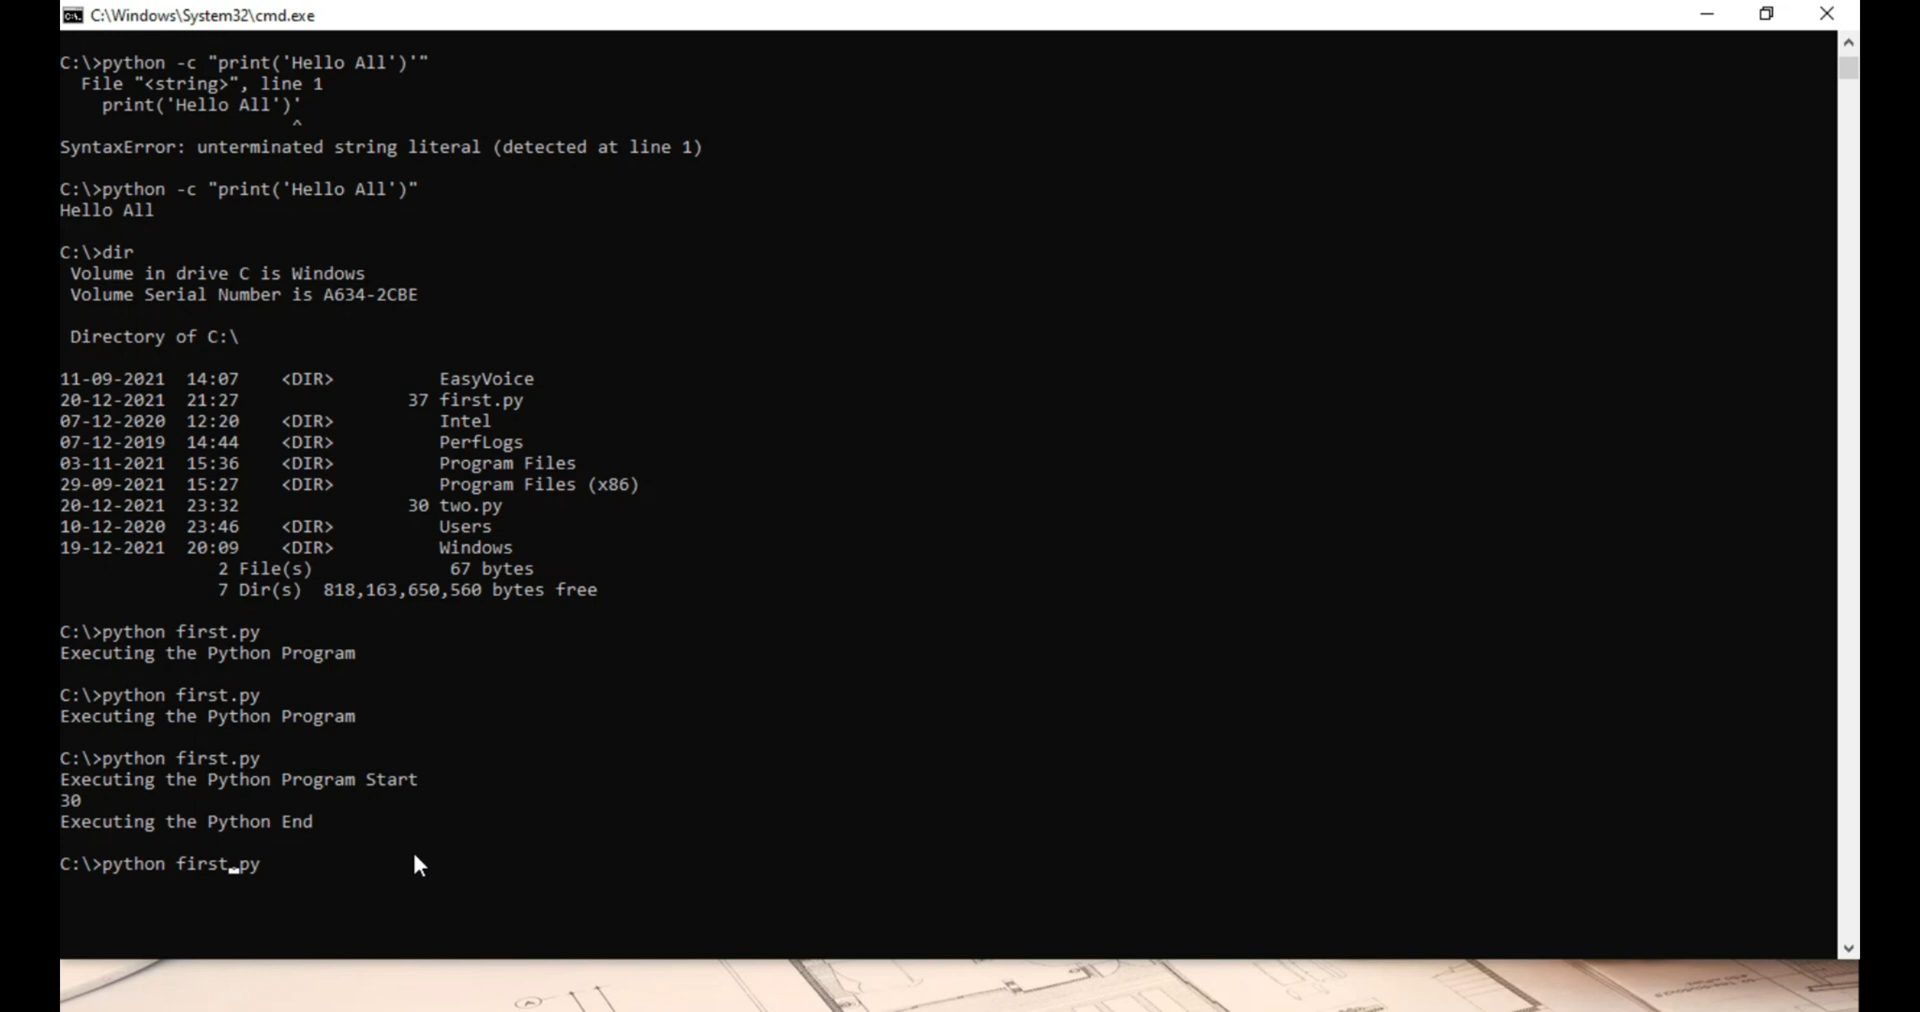 C:\Windows\System32\cmd.exe
C:\>python -c "print('Hello All')'"
  File "<string>", line 1
    print('Hello All')'
                      ^
SyntaxError: unterminated string literal (detected at line 1)
C:\>python -c "print('Hello All')"
Hello All
C:\>dir
 Volume in drive C is Windows
 Volume Serial Number is A634-2CBE
 Directory of C:\
11-09-2021  14:07    <DIR>          EasyVoice
20-12-2021  21:27                37 first.py
07-12-2020  12:20    <DIR>          Intel
07-12-2019  14:44    <DIR>          PerfLogs
03-11-2021  15:36    <DIR>          Program Files
29-09-2021  15:27    <DIR>          Program Files (x86)
20-12-2021  23:32                30 two.py
10-12-2020  23:46    <DIR>          Users
19-12-2021  20:09    <DIR>          Windows
               2 File(s)             67 bytes
               7 Dir(s)  818,163,650,560 bytes free
C:\>python first.py
Executing the Python Program
C:\>python first.py
Executing the Python Program
C:\>python first.py
Executing the Python Program Start
30
Executing the Python End
C:\>python first.py